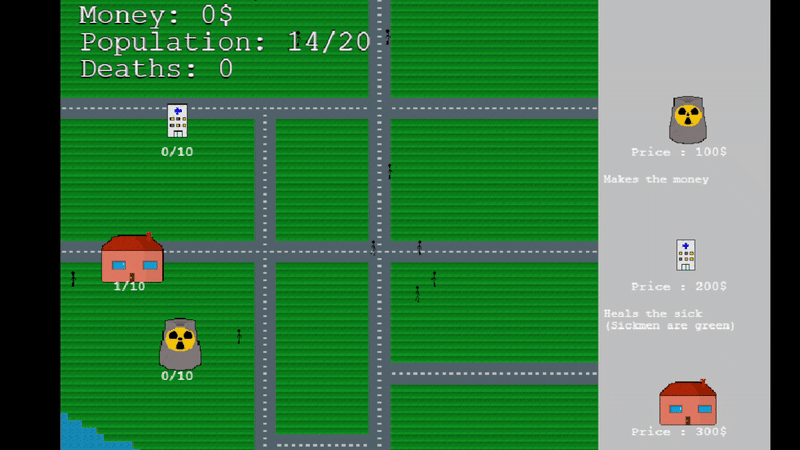 Money: 0$
Population: 14/20
Deaths: 0
0/10
1/10
0/10
Price : 100$
Makes the money
Price : 200$
Heals the sick
(Sickmen are green)
Price : 300$